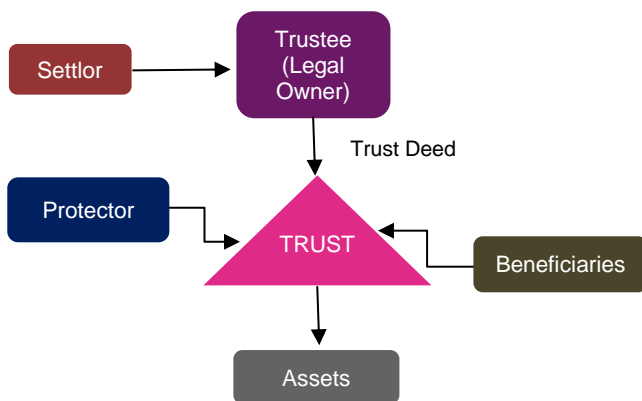 Settlor
Trustee
(Legal
Owner)
Trust Deed
Protector
TRUST
Beneficiaries
Assets